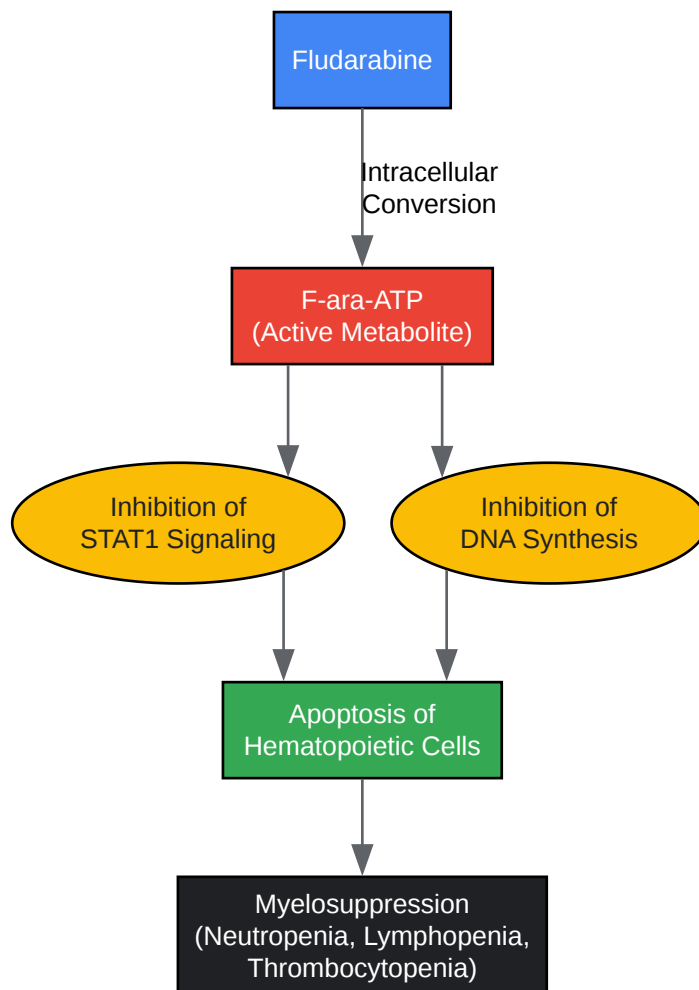 Fludarabine
Intracellular
Conversion
F-ara-ATP
(Active Metabolite)
Inhibition of
STAT1 Signaling
Inhibition of
DNA Synthesis
Apoptosis of
Hematopoietic Cells
Myelosuppression
(Neutropenia, Lymphopenia,
Thrombocytopenia)